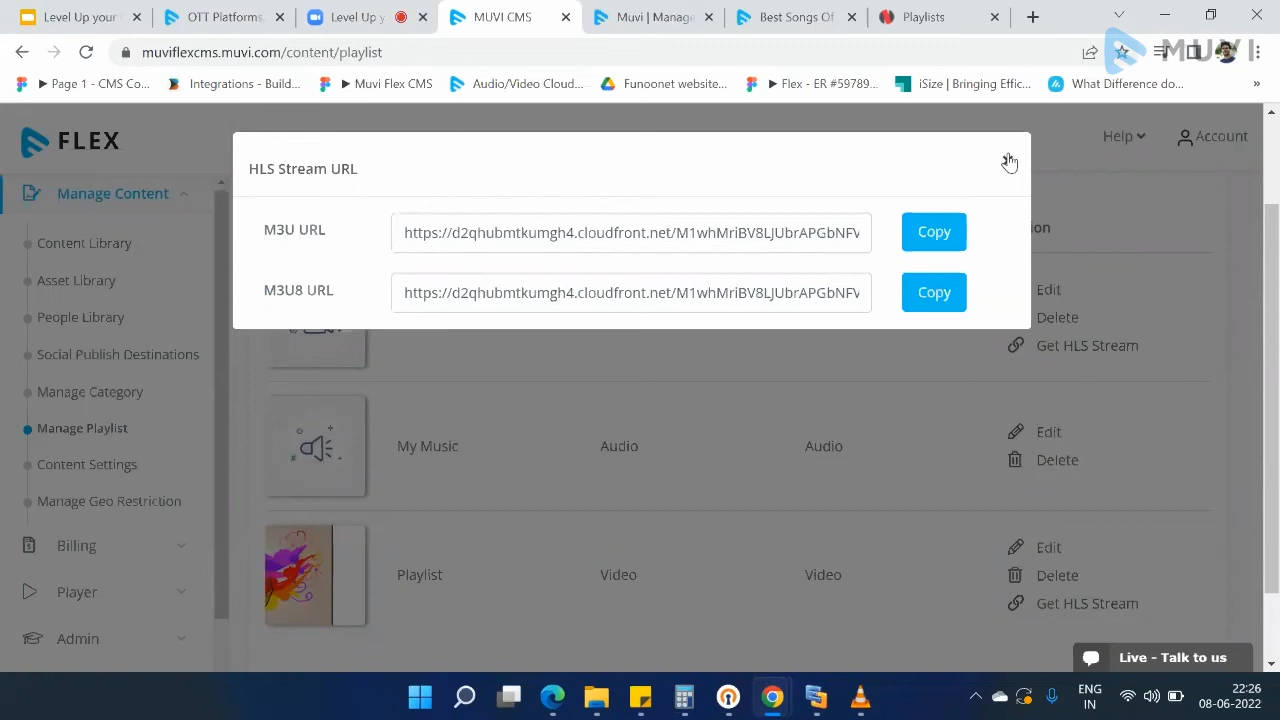 Level Up your
OTT Platforms,
Level Up y
MUVI CMS
Muvi | Manage
Best Songs Of
Playlists
muviflexcms.muvi.com/content/playlist
MUVI
▶Page 1 - CMS Co...
Integrations - Build...
▶ Muvi Flex CMS
Audio/Video Cloud...
Funoonet website...
▶ Flex - ER #59789...
iSize | Bringing Effic...
What Difference do...
»
FLEX
Help
Account
HLS Stream URL
M3U URL
https://d2qhubmtkumgh4.cloudfront.net/M1whMriBV8LJUbrAPGbNFV
Copy
M3U8 URL
https://d2qhubmtkumgh4.cloudfront.net/M1whMriBV8LJUbrAPGbNFV
Copy
Manage Content
Content Library
Asset Library
People Library
Social Publish Destinations
Manage Category
Manage Playlist
Content Settings
Manage Geo Restriction
Billing
Player
Admin
Edit
Delete
Get HLS Stream
My Music
Audio
Audio
Edit
Delete
Playlist
Video
Video
Edit
Delete
Get HLS Stream
Live - Talk to us
ENG
IN
22:26
08-06-2022